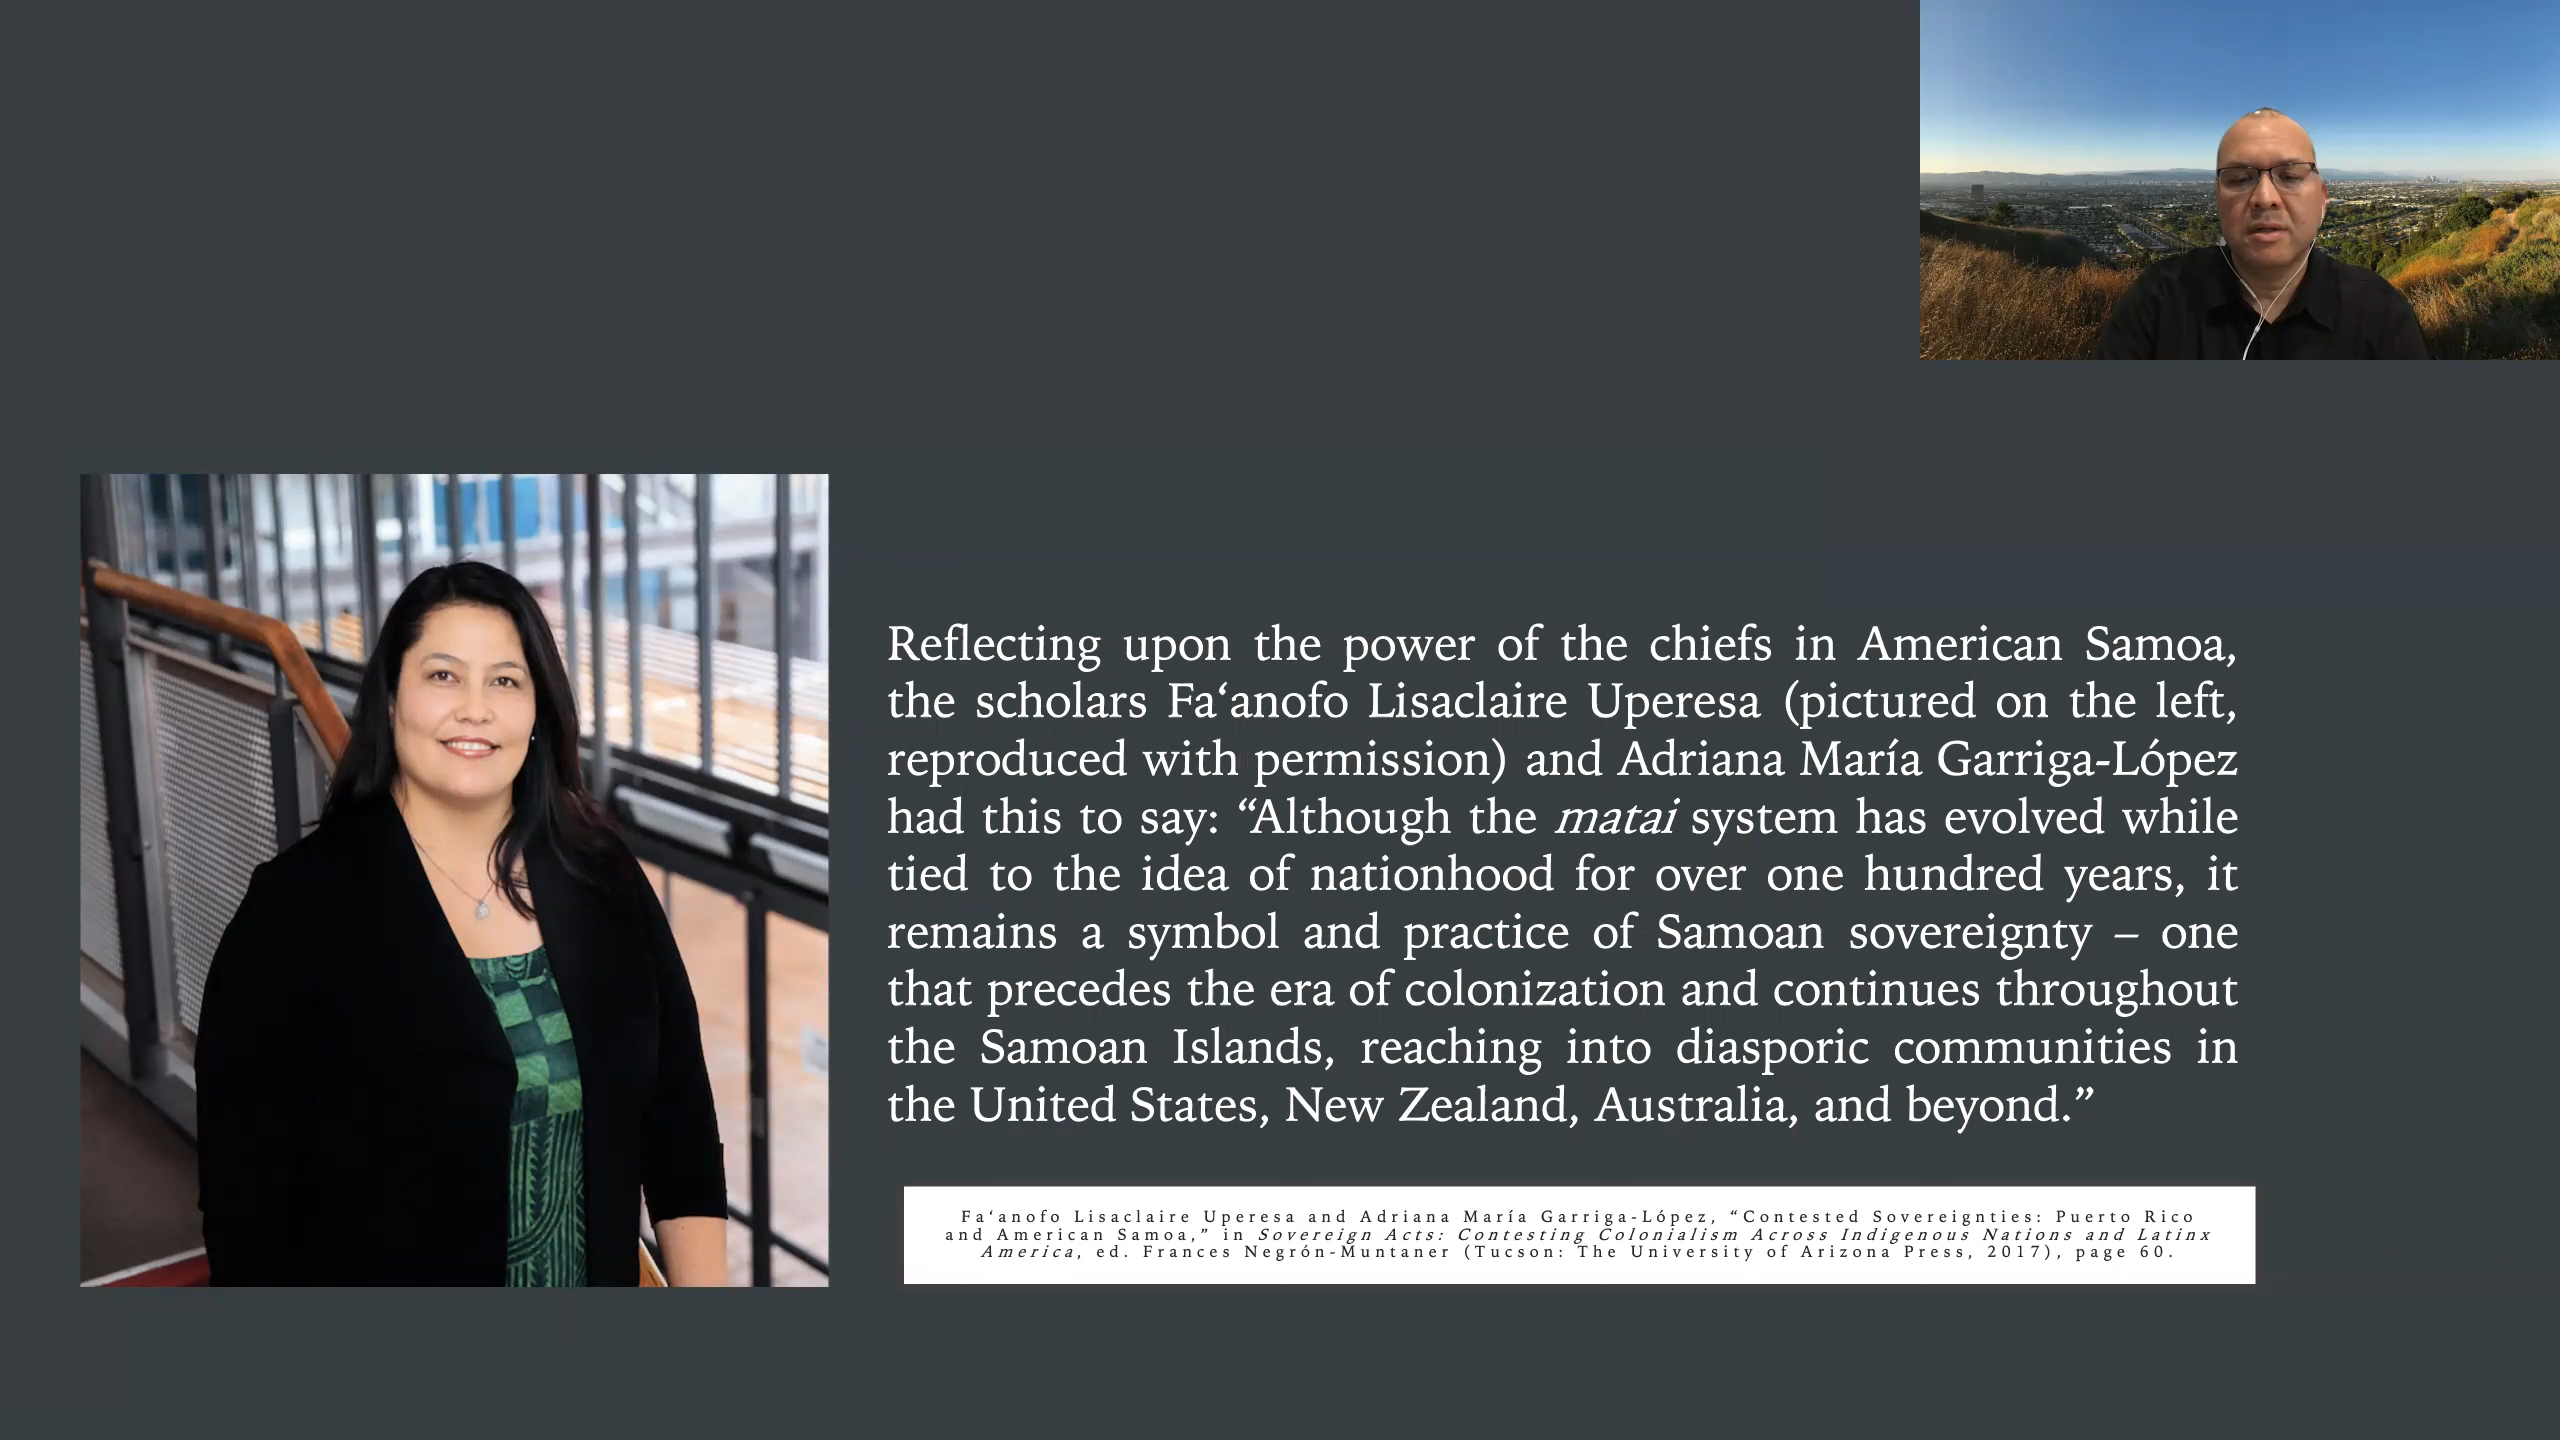 Reflecting upon the power of the chiefs in American Samoa,
the scholars Fa‘anofo Lisaclaire Uperesa (pictured on the left,
reproduced with permission) and Adriana María Garriga-López
had this to say: “Although the matai system has evolved while
tied to the idea of nationhood for over one hundred years, it
remains a symbol and practice of Samoan sovereignty – one
that precedes the era of colonization and continues throughout
the Samoan Islands, reaching into diasporic communities in
the United States, New Zealand, Australia, and beyond.”
Fa‘anofo Lisaclaire Uperesa and Adriana María Garriga-López, “Contested Sovereignties: Puerto Rico
and American Samoa,” in Sovereign Acts: Contesting Colonialism Across Indigenous Nations and Latinx
America, ed. Frances Negrón-Muntaner (Tucson: The University of Arizona Press, 2017), page 60.